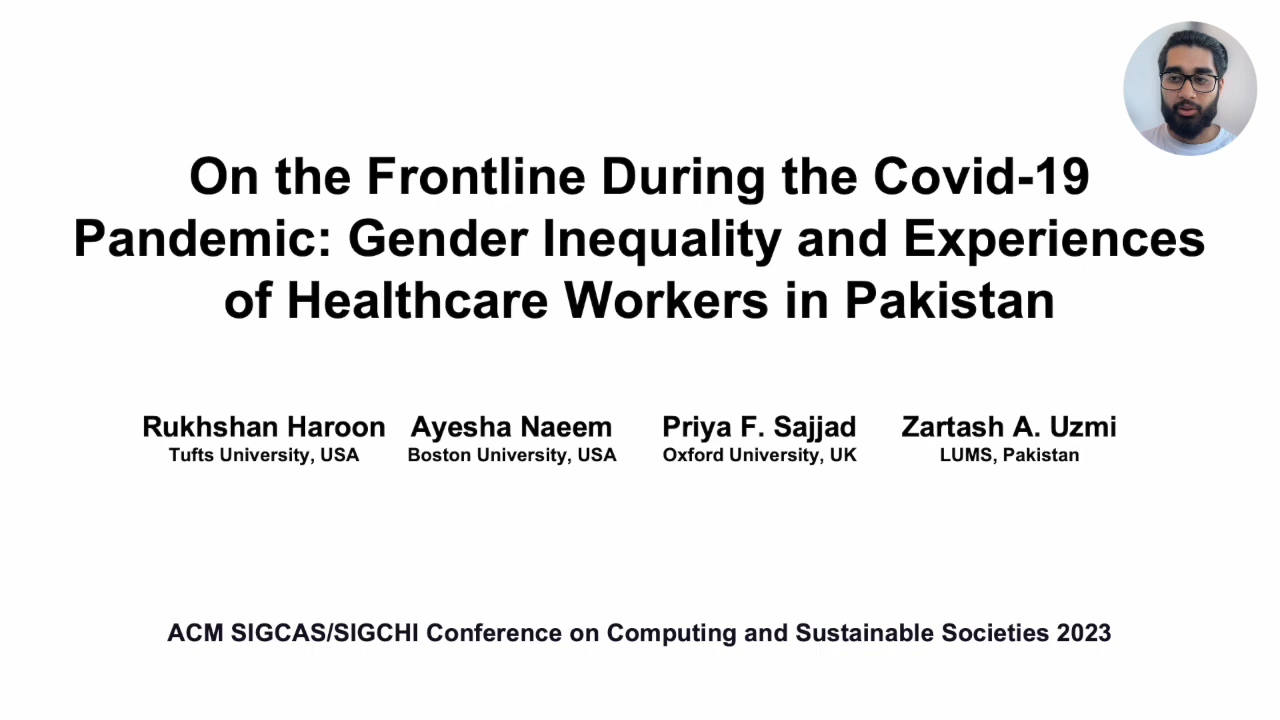 On the Frontline During the Covid-19
Pandemic: Gender Inequality and Experiences
of Healthcare Workers in Pakistan
Rukhshan Haroon Ayesha Naeem Priya F. Sajjad Zartash A. Uzmi
Tufts University, USA Boston University, USA Oxford University, UK LUMS, Pakistan
ACM SIGCAS/SIGCHI Conference on Computing and Sustainable Societies 2023